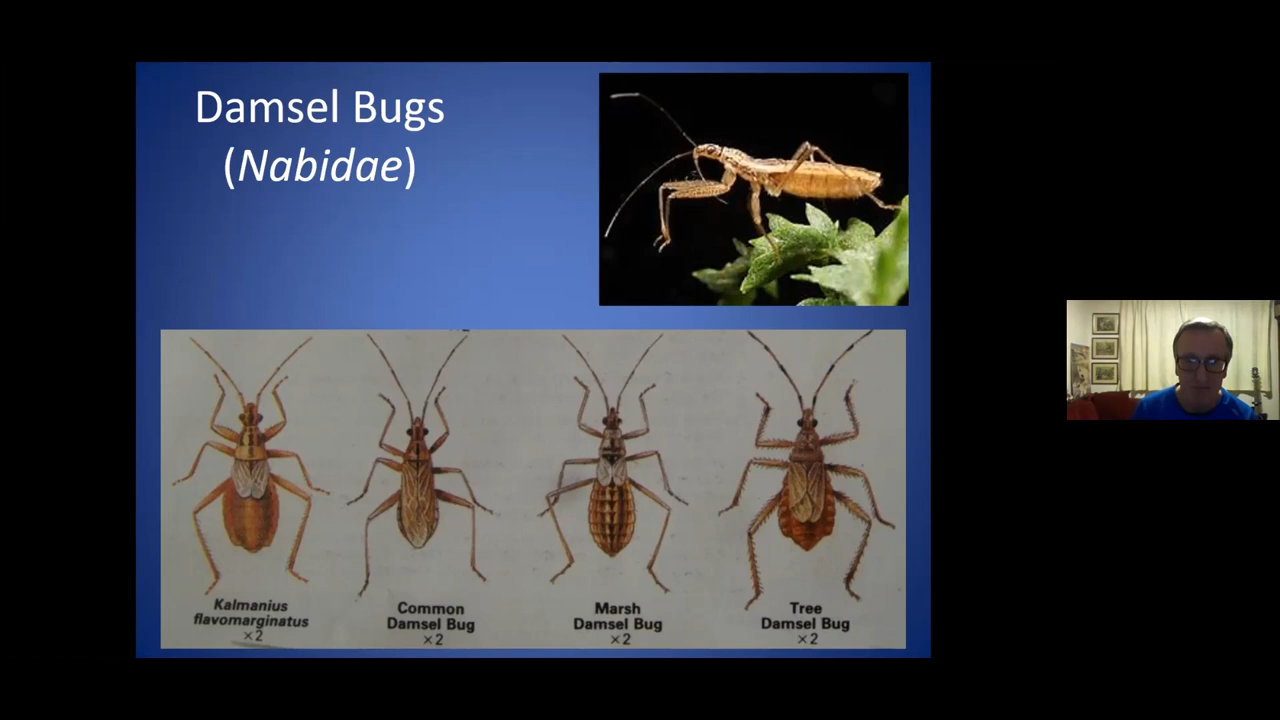 Damsel Bugs
(Nabidae)
Kalmanius
flavomarginatus
×2
Common
Damsel Bug
×2
Marsh
Damsel Bug
×2
Tree
Damsel Bug
×2